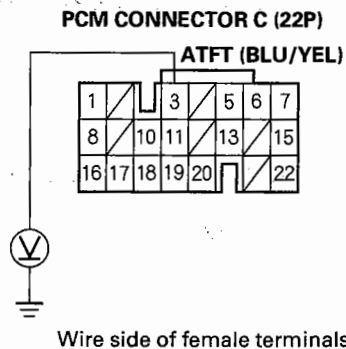 PCM CONNECTOR C (22P)
ATFT (BLU/YEL)
1 3 5 6 7
8 10 11 13 15
16 17 18 19 20 22
V
Wire side of female terminals